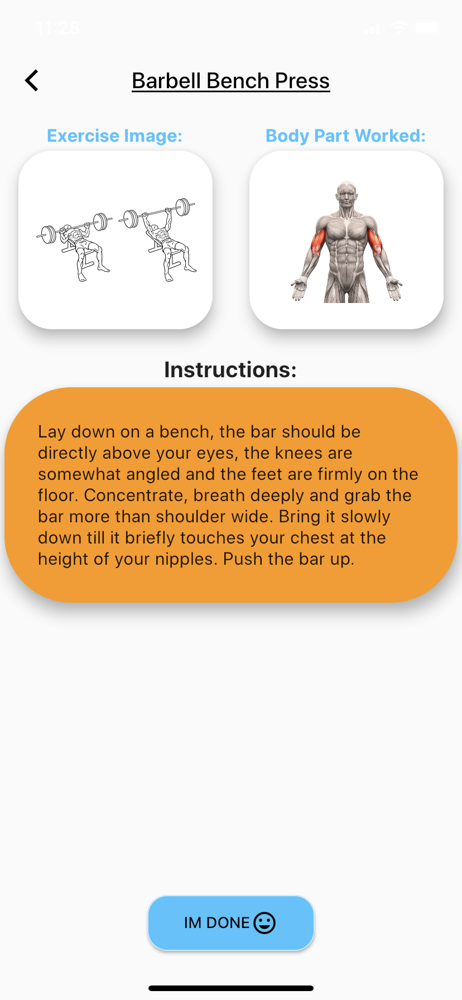 11:28
Barbell Bench Press
Exercise Image:
Body Part Worked:
Instructions:
Lay down on a bench, the bar should be
directly above your eyes, the knees are
somewhat angled and the feet are firmly on the
floor. Concentrate, breath deeply and grab the
bar more than shoulder wide. Bring it slowly
down till it briefly touches your chest at the
height of your nipples. Push the bar up.
IM DONE